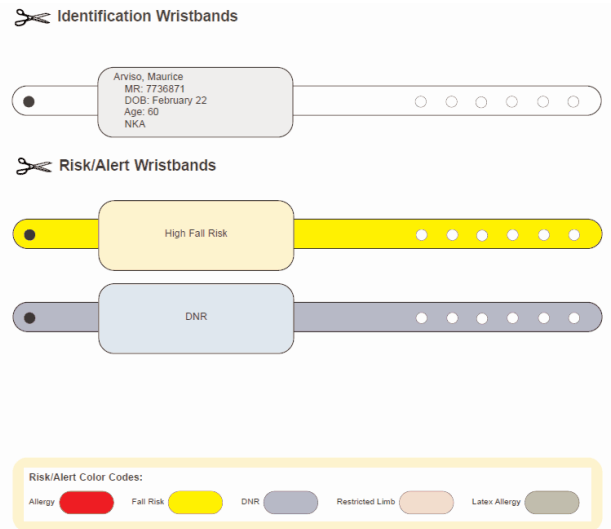 Identification Wristbands
Arviso, Maurice
MR: 7736871
DOB: February 22
Age: 60
NKA
Risk/Alert Wristbands
High Fall Risk
DNR
Risk/Alert Color Codes:
Allergy Fall Risk DNR Restricted Limb Latex Allergy